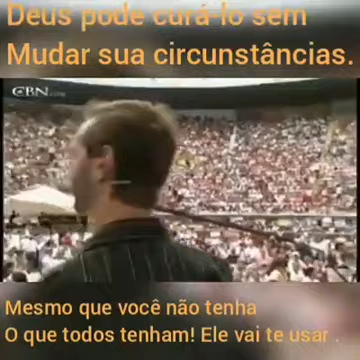 Deus pode curá-lo sem
Mudar sua circunstâncias.
CBN.com
Mesmo que você não tenha
O que todos tenham! Ele vai te usar .